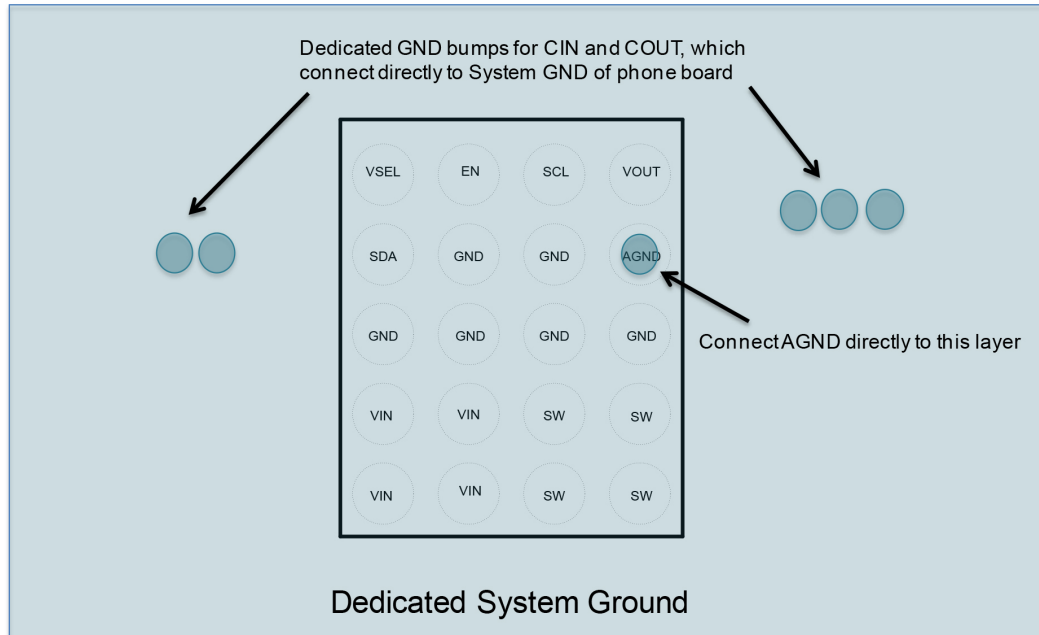 Dedicated GND bumps for CIN and COUT, which
connect directly to System GND of phone board
VSEL EN SCL VOUT
SDA GND GND AGND
GND GND GND GND
Connect AGND directly to this layer
VIN VIN SW SW
VIN VIN SW SW
Dedicated System Ground